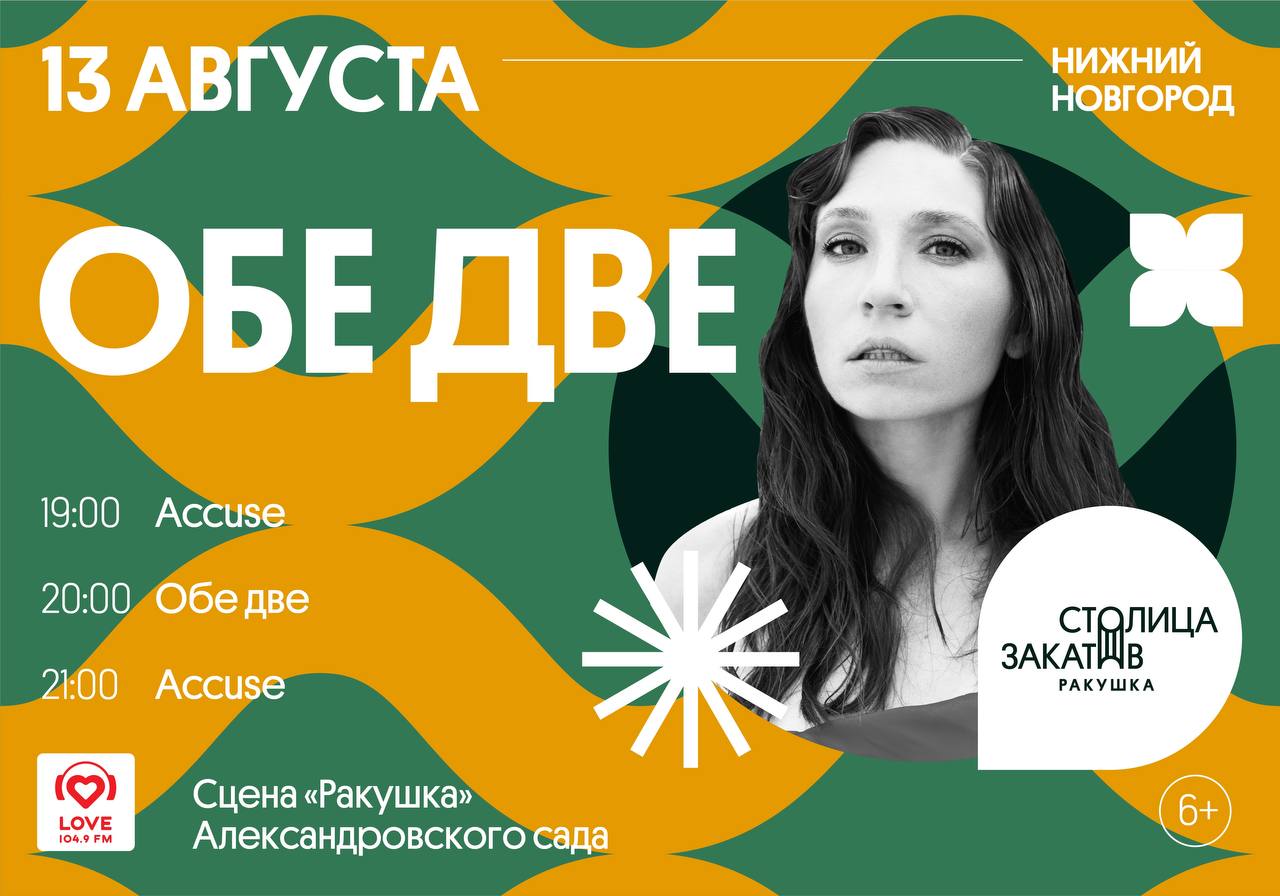 13 АВГУСТА
НИЖНИЙ
НОВГОРОД
ОБЕ ДВЕ
19:00 Accuse
20:00 Обе две
21:00 Accuse
СТОЛИЦА
ЗАКАТОВ
РАКУШКА
LOVE
104.9 FM
Сцена «Ракушка»
Александровского сада
6+